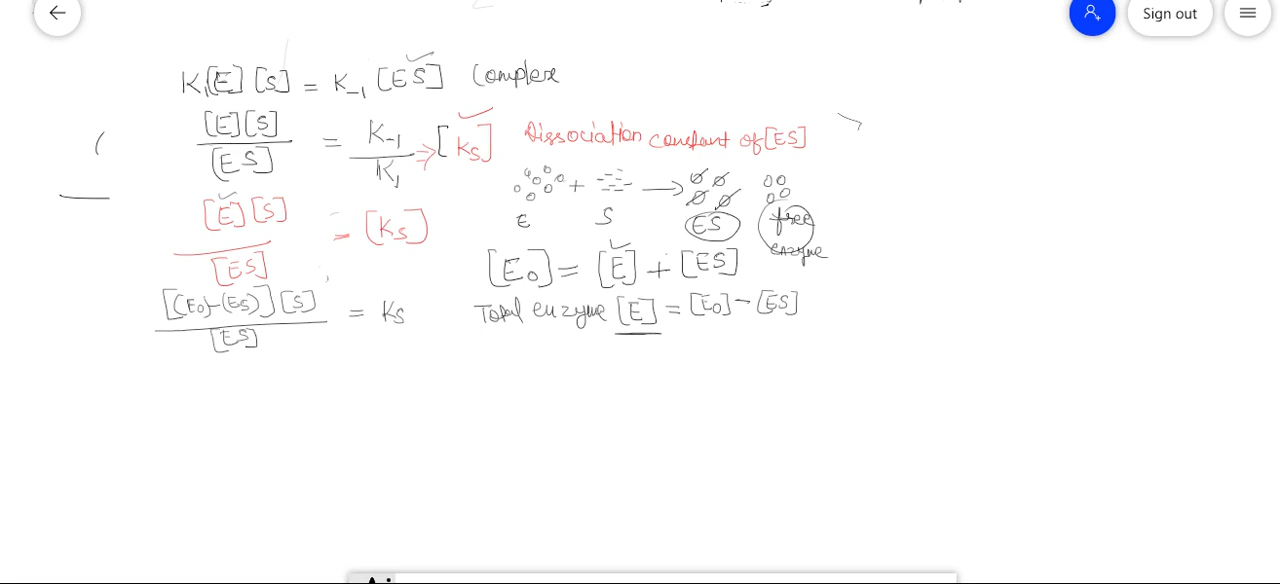 Sign out
K₁[E][S] = K₋₁[ES] Complex
[E][S] / [ES] = K₋₁ / K₁ ⇒ [Ks] Dissociation constant of [ES]
E + S → ES free enzyme
[E][S] / [ES] = [Ks]
[E₀] = [E] + [ES]
[(E₀)-(ES)][S] / [ES] = Ks
Total enzyme [E] = [E₀] - [ES]